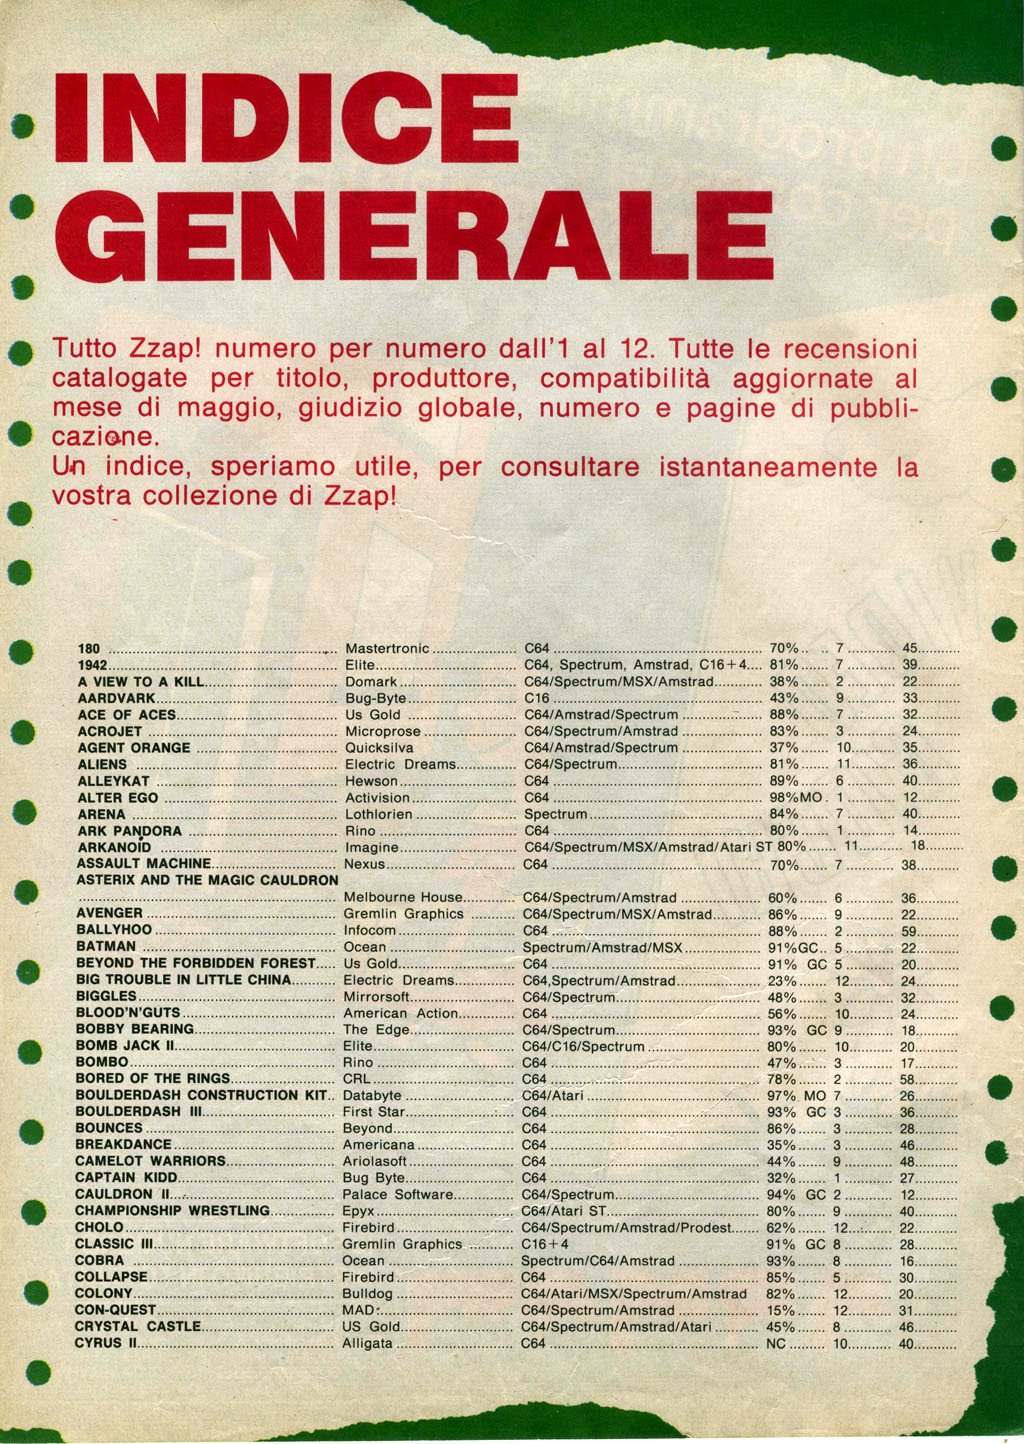 INDICE
GENERALE
Tutto Zzap! numero per numero dall'1 al 12. Tutte le recensioni
catalogate per titolo, produttore, compatibilità aggiornate al
mese di maggio, giudizio globale, numero e pagine di pubbli-
cazione.
Un indice, speriamo utile, per consultare istantaneamente la
vostra collezione di Zzap!
180 ... Mastertronic ... C64 ... 70% ... 7 ... 45 ...
1942 ... Elite ... C64, Spectrum, Amstrad, C16+4 ... 81% ... 7 ... 39 ...
A VIEW TO A KILL ... Domark ... C64/Spectrum/MSX/Amstrad ... 38% ... 2 ... 22 ...
AARDVARK ... Bug-Byte ... C16 ... 43% ... 9 ... 33 ...
ACE OF ACES ... Us Gold ... C64/Amstrad/Spectrum ... 88% ... 7 ... 32 ...
ACROJET ... Microprose ... C64/Spectrum/Amstrad ... 83% ... 3 ... 24 ...
AGENT ORANGE ... Quicksilva C64/Amstrad/Spectrum ... 37% ... 10 ... 35 ...
ALIENS ... Electric Dreams ... C64/Spectrum ... 81% ... 11 ... 36 ...
ALLEYKAT ... Hewson ... C64 ... 89% ... 6 ... 40 ...
ALTER EGO ... Activision ... C64 ... 98%MO . 1 ... 12 ...
ARENA ... Lothlorien ... Spectrum ... 84% ... 7 ... 40 ...
ARK PANDORA ... Rino ... C64 ... 80% ... 1 ... 14 ...
ARKANOID ... Imagine ... C64/Spectrum/MSX/Amstrad/Atari ST 80% ... 11 ... 18 ...
ASSAULT MACHINE ... Nexus ... C64 ... 70% ... 7 ... 38 ...
ASTERIX AND THE MAGIC CAULDRON
... Melbourne House ... C64/Spectrum/Amstrad ... 60% ... 6 ... 36 ...
AVENGER ... Gremlin Graphics ... C64/Spectrum/MSX/Amstrad ... 86% ... 9 ... 22 ...
BALLYHOO ... Infocom ... C64 ... 88% ... 2 ... 59 ...
BATMAN ... Ocean ... Spectrum/Amstrad/MSX ... 91%GC .. 5 ... 22 ...
BEYOND THE FORBIDDEN FOREST ... Us Gold ... C64 ... 91% GC 5 ... 20 ...
BIG TROUBLE IN LITTLE CHINA ... Electric Dreams ... C64,Spectrum/Amstrad ... 23% ... 12 ... 24 ...
BIGGLES ... Mirrorsoft ... C64/Spectrum ... 48% ... 3 ... 32 ...
BLOOD'N'GUTS ... American Action ... C64 ... 56% ... 10 ... 24 ...
BOBBY BEARING ... The Edge ... C64/Spectrum ... 93% GC 9 ... 18 ...
BOMB JACK II ... Elite ... C64/C16/Spectrum ... 80% ... 10 ... 20 ...
BOMBO ... Rino ... C64 ... 47% ... 3 ... 17 ...
BORED OF THE RINGS ... CRL ... C64 ... 78% ... 2 ... 58 ...
BOULDERDASH CONSTRUCTION KIT .. Databyte ... C64/Atari ... 97% MO 7 ... 26 ...
BOULDERDASH III ... First Star ... C64 ... 93% GC 3 ... 36 ...
BOUNCES ... Beyond ... C64 ... 86% ... 3 ... 28 ...
BREAKDANCE ... Americana ... C64 ... 35% ... 3 ... 46 ...
CAMELOT WARRIORS ... Ariolasoft ... C64 ... 44% ... 9 ... 48 ...
CAPTAIN KIDD ... Bug Byte ... C64 ... 32% ... 1 ... 27 ...
CAULDRON II ... Palace Software ... C64/Spectrum ... 94% GC 2 ... 12 ...
CHAMPIONSHIP WRESTLING ... Epyx ... C64/Atari ST ... 80% ... 9 ... 40 ...
CHOLO ... Firebird ... C64/Spectrum/Amstrad/Prodest ... 62% ... 12 ... 22 ...
CLASSIC III ... Gremlin Graphics ... C16+4 91% GC 8 ... 28 ...
COBRA ... Ocean ... Spectrum/C64/Amstrad ... 93% ... 8 ... 16 ...
COLLAPSE ... Firebird ... C64 ... 85% ... 5 ... 30 ...
COLONY ... Bulldog ... C64/Atari/MSX/Spectrum/Amstrad 82% ... 12 ... 20 ...
CON-QUEST ... MAD ... C64/Spectrum/Amstrad ... 15% ... 12 ... 31 ...
CRYSTAL CASTLE ... US Gold ... C64/Spectrum/Amstrad/Atari ... 45% ... 8 ... 46 ...
CYRUS II ... Alligata ... C64 ... NC ... 10 ... 40 ...